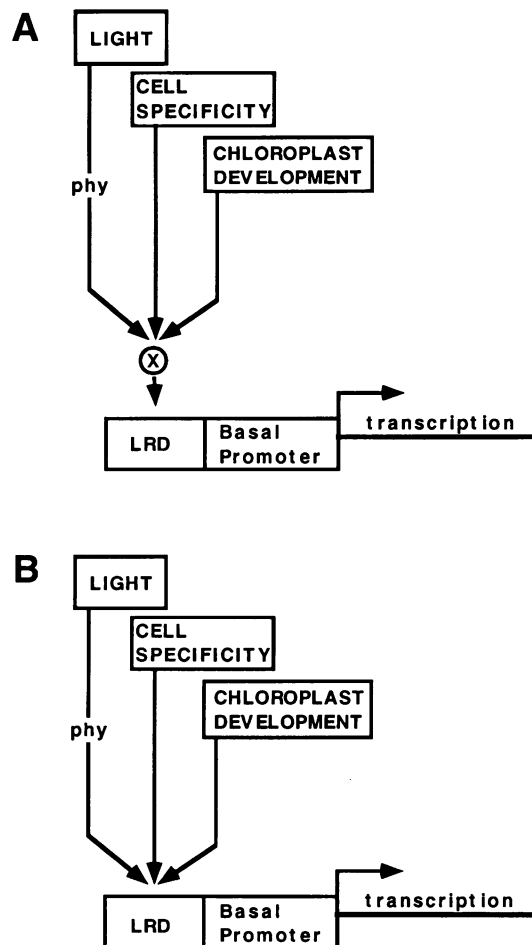 A
LIGHT
CELL
SPECIFICITY
CHLOROPLAST
DEVELOPMENT
phy
X
LRD
Basal
Promoter
transcription
B
LIGHT
CELL
SPECIFICITY
CHLOROPLAST
DEVELOPMENT
phy
LRD
Basal
Promoter
transcription